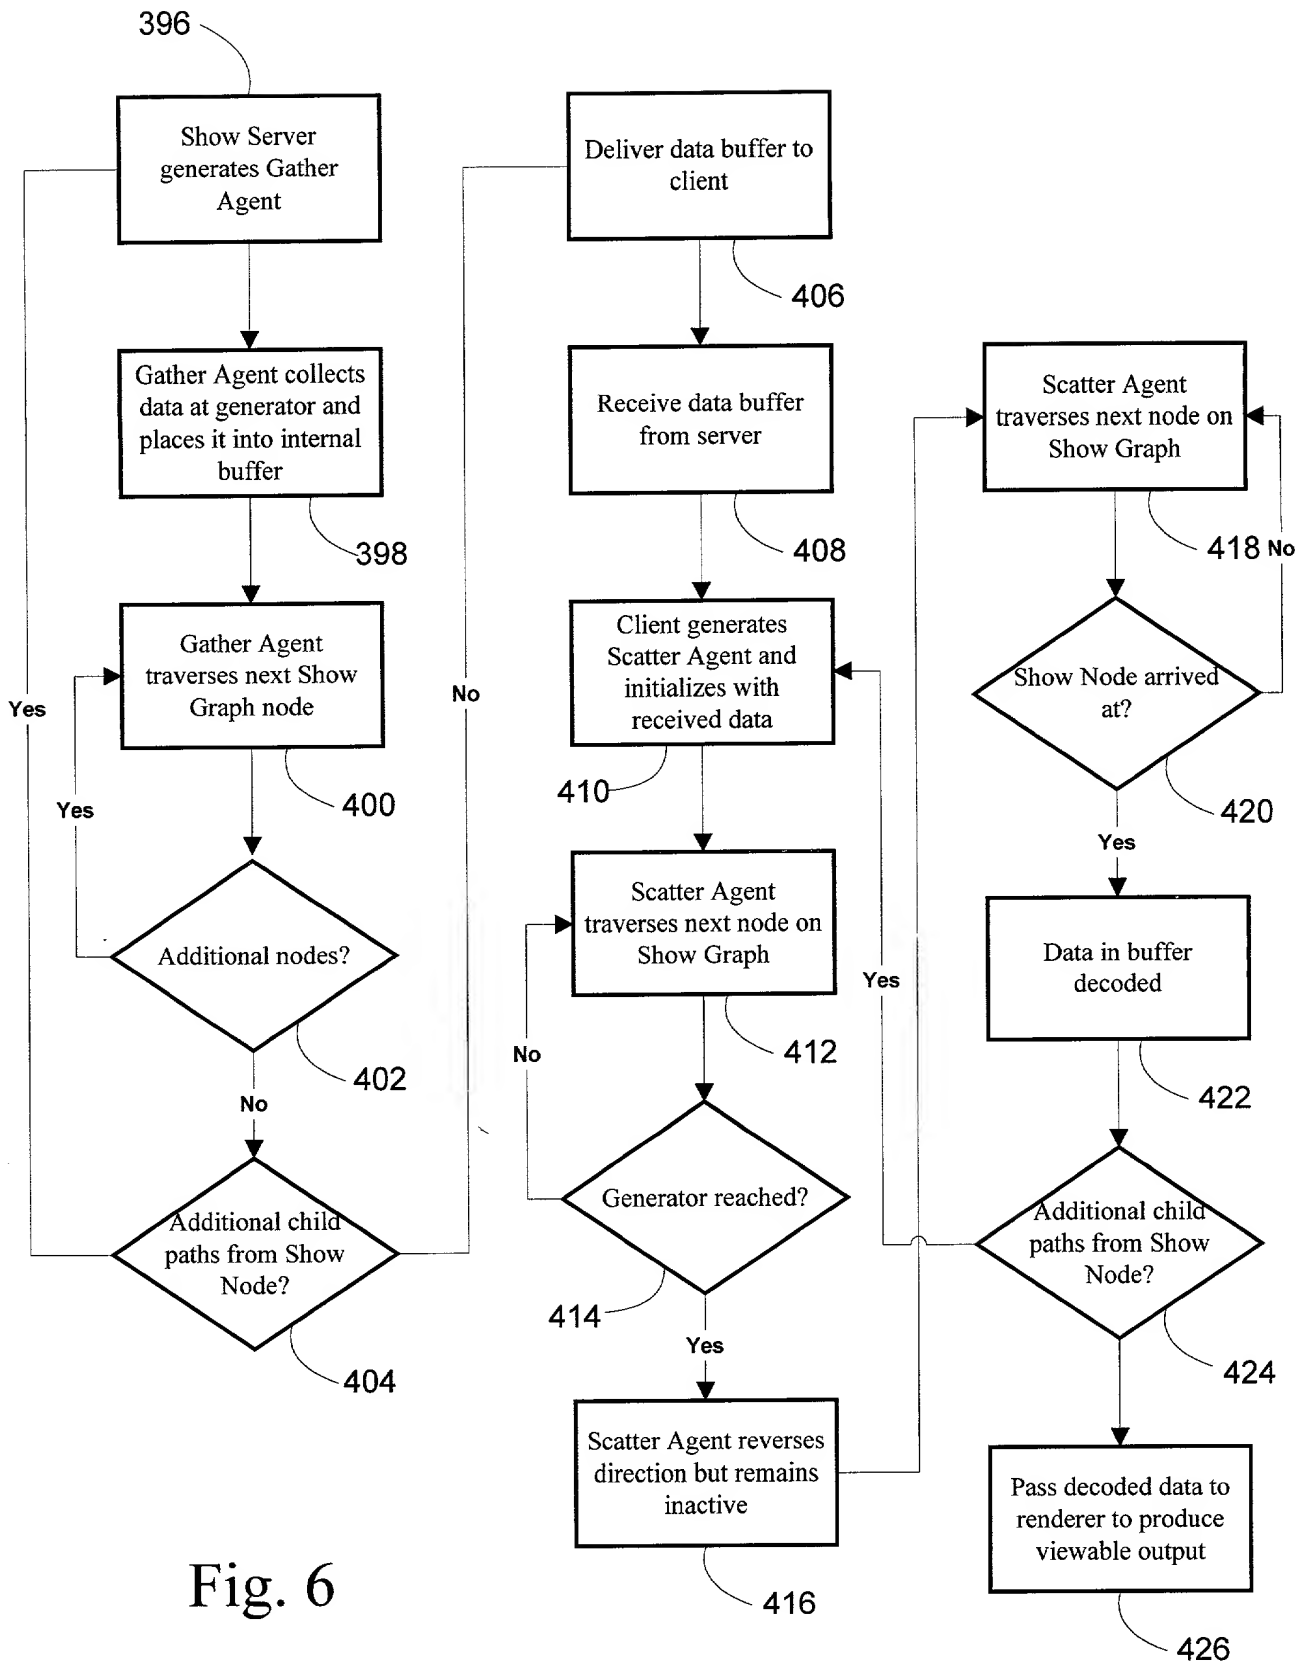 396
Show Server
generates Gather
Agent
Gather Agent collects
data at generator and
places it into internal
buffer
398
Gather Agent
traverses next Show
Graph node
400
Yes
Yes
Additional nodes?
402
No
Additional child
paths from Show
Node?
404
No
Deliver data buffer to
client
406
Receive data buffer
from server
408
Client generates
Scatter Agent and
initializes with
received data
410
Scatter Agent
traverses next node on
Show Graph
412
No
Generator reached?
414
Yes
Scatter Agent reverses
direction but remains
inactive
416
Scatter Agent
traverses next node on
Show Graph
418
No
Show Node arrived
at?
420
Yes
Data in buffer
decoded
422
Yes
Additional child
paths from Show
Node?
424
Pass decoded data to
renderer to produce
viewable output
426
Fig. 6